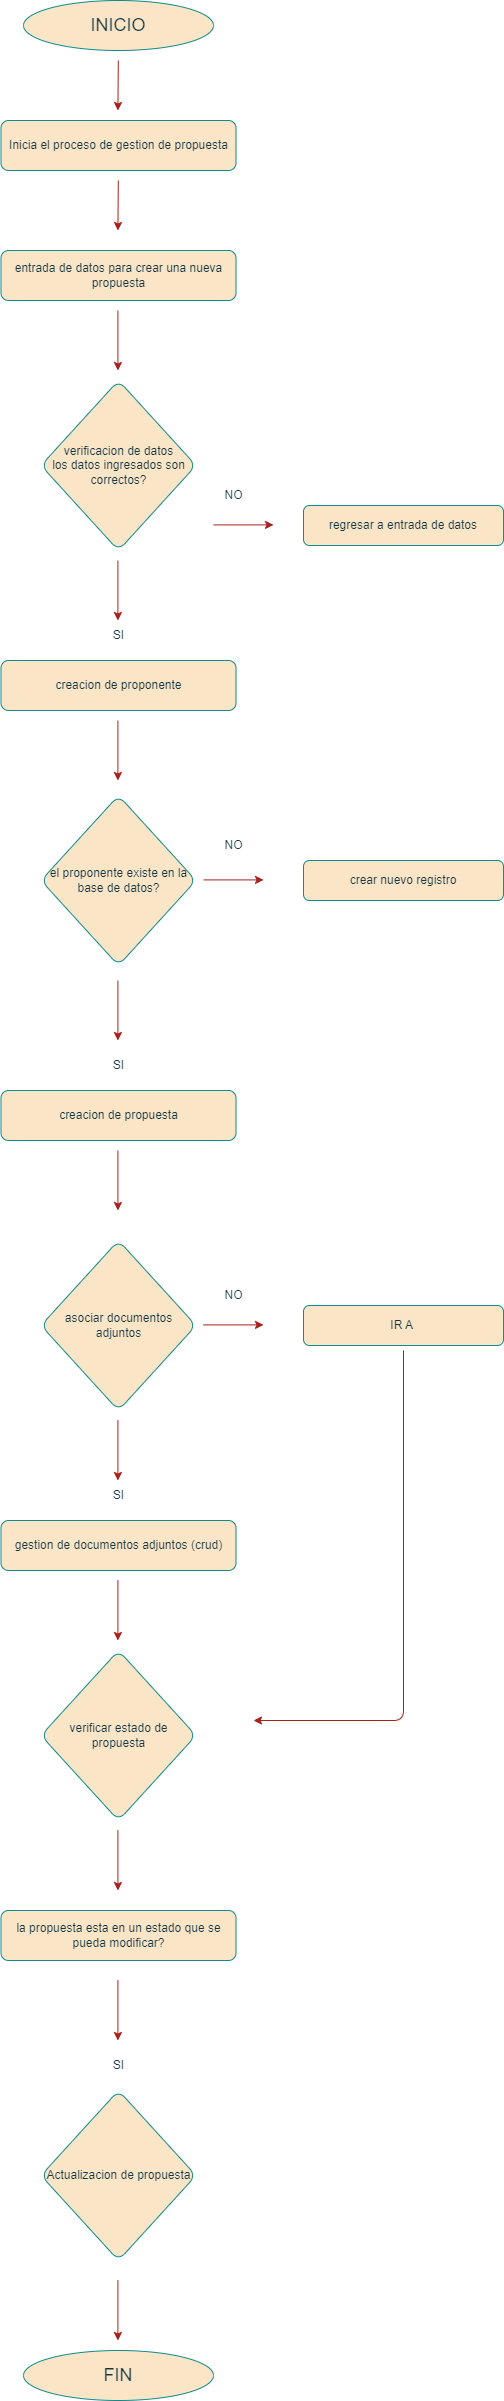 INICIO
Inicia el proceso de gestion de propuesta
entrada de datos para crear una nueva
propuesta
verificacion de datos
los datos ingresados son
correctos?
NO
regresar a entrada de datos
SI
creacion de proponente
NO
el proponente existe en la
base de datos?
crear nuevo registro
SI
creacion de propuesta
NO
asociar documentos
adjuntos
IR A
SI
gestion de documentos adjuntos (crud)
verificar estado de
propuesta
la propuesta esta en un estado que se
pueda modificar?
SI
Actualizacion de propuesta
FIN